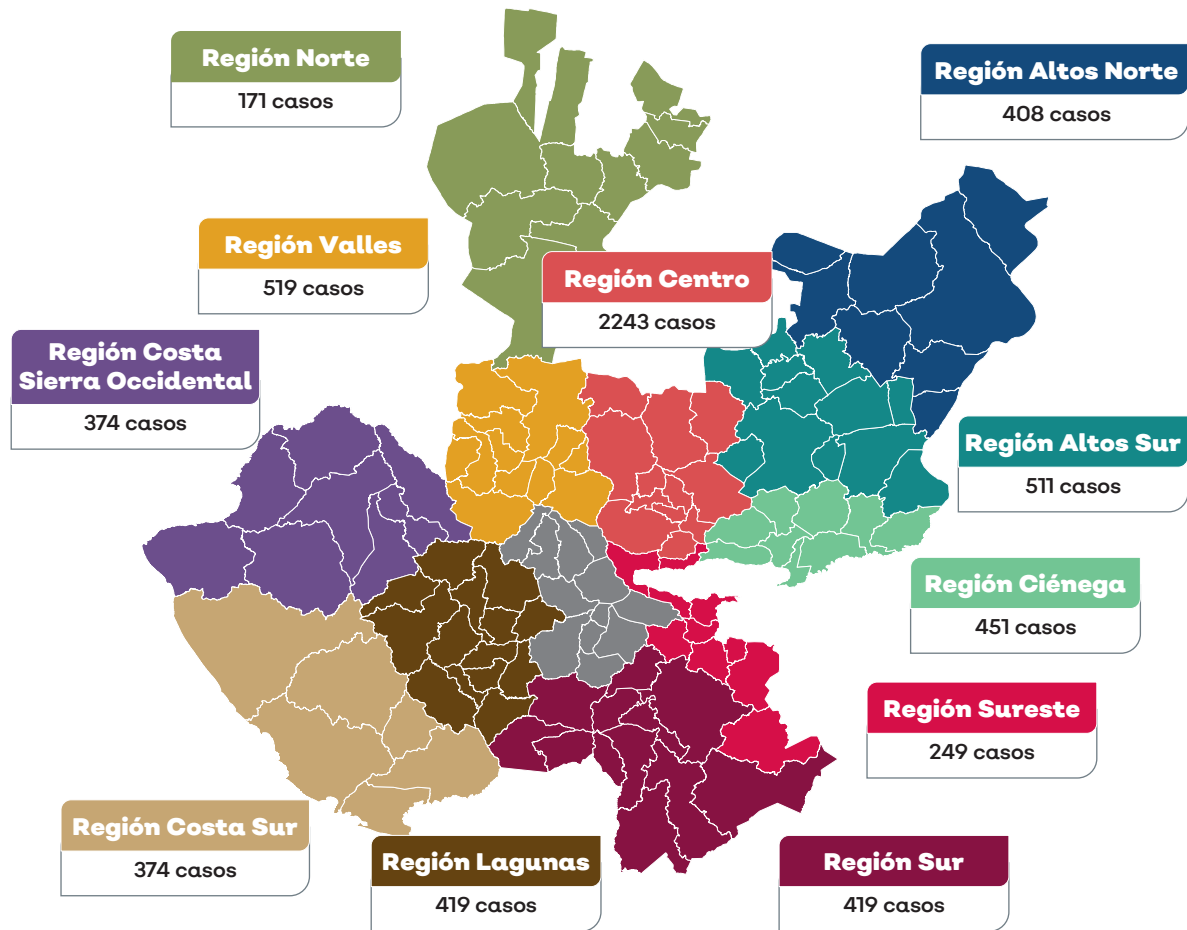 Región Norte
171 casos
Región Altos Norte
408 casos
Región Valles
519 casos
Región Centro
2243 casos
Región Costa
Sierra Occidental
374 casos
Región Altos Sur
511 casos
Región Ciénega
451 casos
Región Sureste
249 casos
Región Costa Sur
374 casos
Región Lagunas
419 casos
Región Sur
419 casos